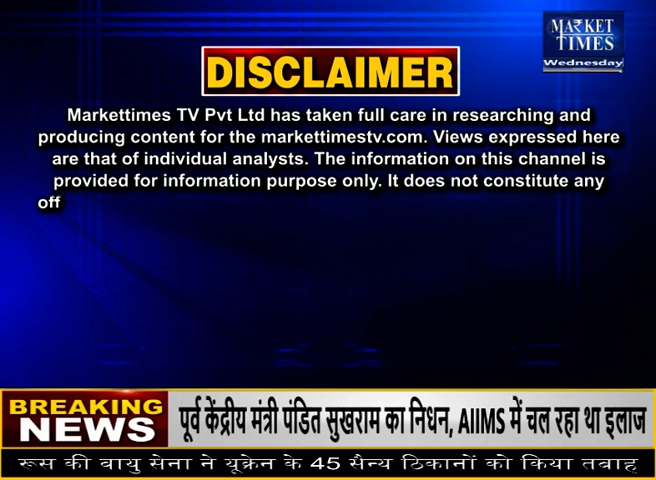 MARKET
TIMES
Wednesday
DISCLAIMER
Markettimes TV Pvt Ltd has taken full care in researching and
producing content for the markettimestv.com. Views expressed here
are that of individual analysts. The information on this channel is
provided for information purpose only. It does not constitute any
off
BREAKING
NEWS
पूर्व केंद्रीय मंत्री पंडित सुखराम का निधन, AIIMS में चल रहा था इलाज
रूस की वायु सेना ने यूक्रेन के 45 सैन्य ठिकानों को किया तबाह